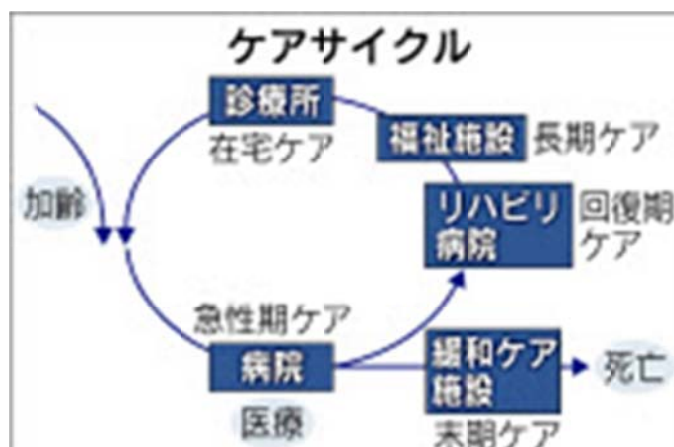 ケアサイクル
診療所
在宅ケア
福祉施設 長期ケア
加齢
リハビリ
病院
回復期
ケア
急性期ケア
病院
医療
緩和ケア
施設
末期ケア
死亡